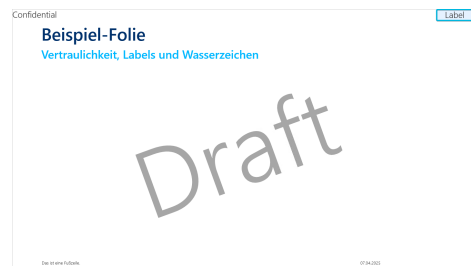 Confidential
Label
Beispiel-Folie
Vertraulichkeit, Labels und Wasserzeichen
Draft
Das ist eine Fußzeile.
07.04.2025